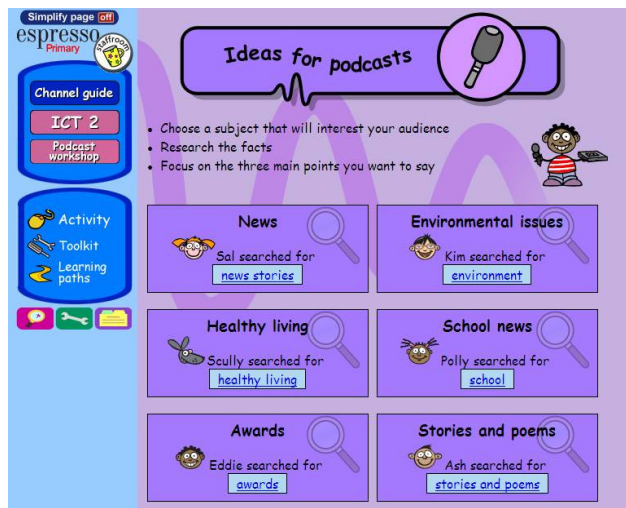 Simplify page off
espresso
Primary
staffroom
Channel guide
ICT 2
Podcast
workshop
Activity
Toolkit
Learning
paths
Ideas for podcasts
• Choose a subject that will interest your audience
• Research the facts
• Focus on the three main points you want to say
News
Sal searched for
news stories
Environmental issues
Kim searched for
environment
Healthy living
Scully searched for
healthy living
School news
Polly searched for
school
Awards
Eddie searched for
awards
Stories and poems
Ash searched for
stories and poems